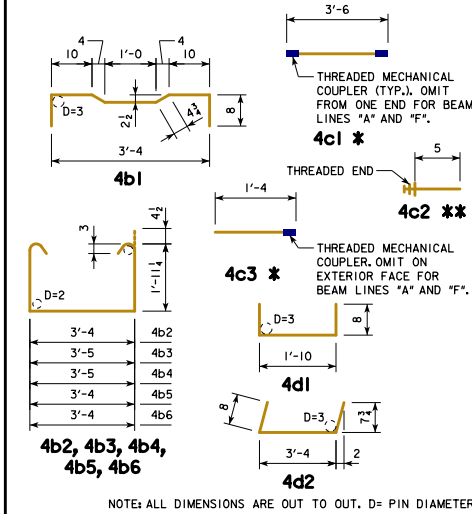 3'-6
10 4 1'-0 4 10
D=3
2½
4¾
8
3'-4
4b1
THREADED MECHANICAL
COUPLER (TYP.). OMIT
FROM ONE END FOR BEAM
LINES "A" AND "F".
4c1 *
THREADED END
5
4c2 **
1'-4
THREADED MECHANICAL
COUPLER. OMIT ON
EXTERIOR FACE FOR
BEAM LINES "A" AND "F".
4c3 *
3
4½
1'-11¼
D=2
3'-4 4b2
3'-5 4b3
3'-5 4b4
3'-4 4b5
3'-4 4b6
4b2, 4b3, 4b4,
4b5, 4b6
D=3
8
1'-10
4d1
8
D=3
7¾
3'-4 2
4d2
NOTE: ALL DIMENSIONS ARE OUT TO OUT. D= PIN DIAMETER